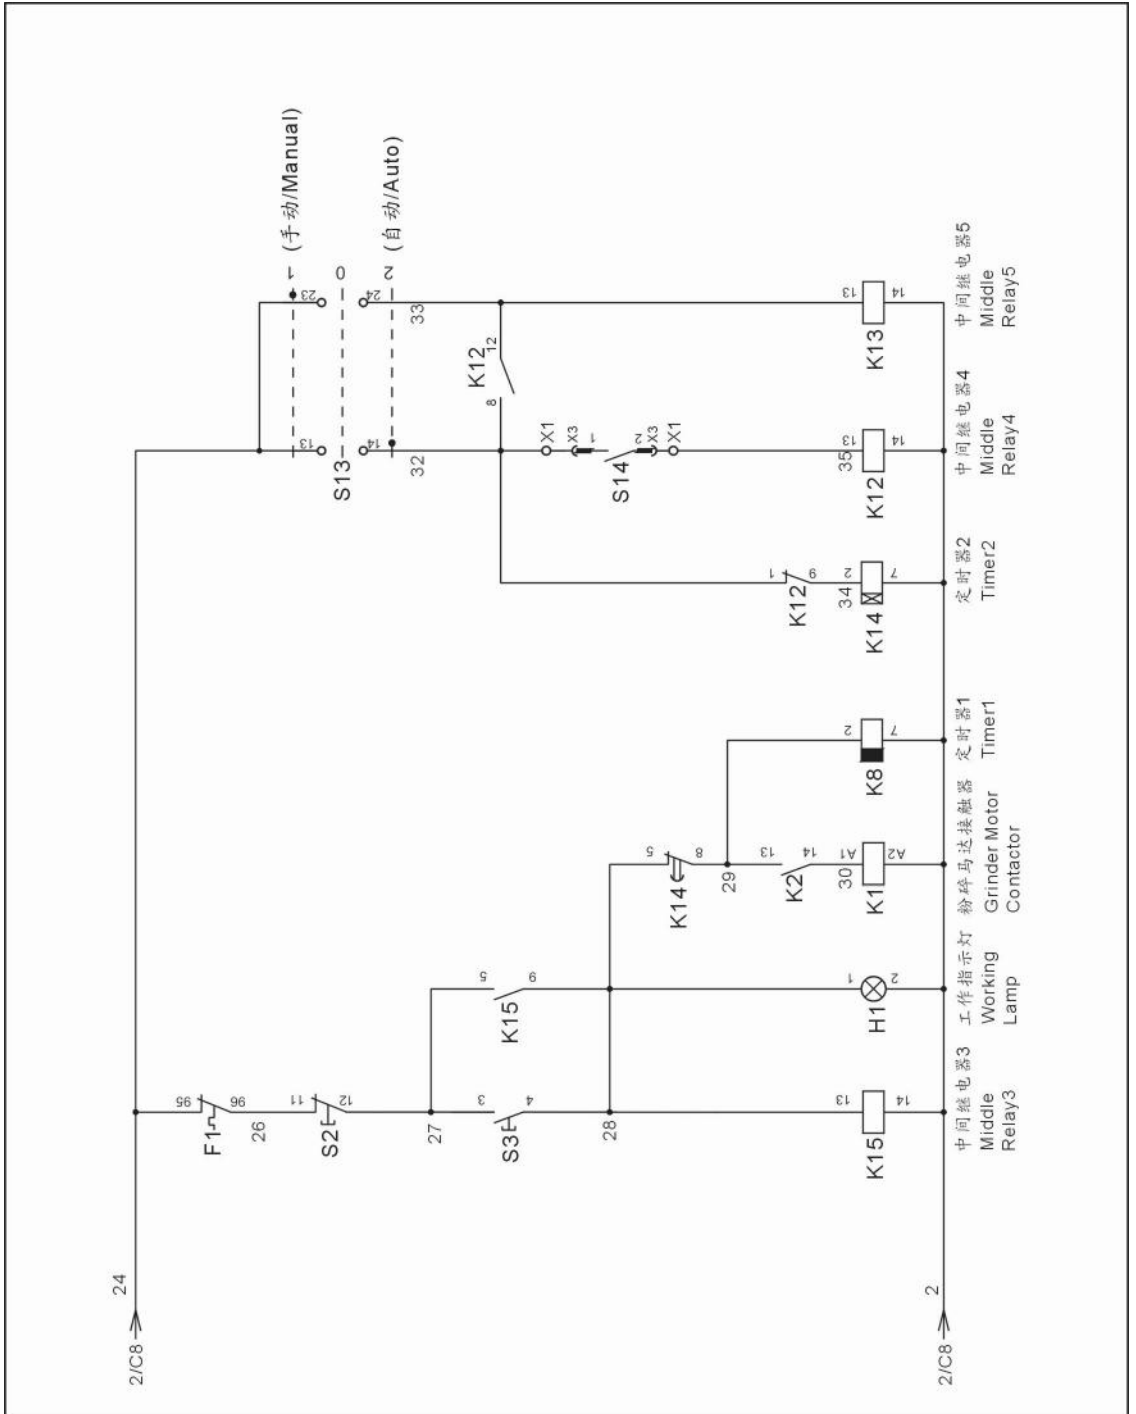 (手动/Manual)
(自动/Auto)
1
0
2
23
24
33
13
14
32
S13
K12
12
8
X1
X3
1
S14
2
X3
X1
13
14
K13
中间继电器5
Middle
Relay5
35
13
14
K12
中间继电器4
Middle
Relay4
K12
1
9
34
2
7
K14
定时器2
Timer2
2
7
K8
定时器1
Timer1
K14
5
8
29
K2
13
14
30
A1
A2
K1
粉碎马达接触器
Grinder Motor
Contactor
K15
5
9
1
2
H1
工作指示灯
Working
Lamp
95
96
F1
26
11
12
S2
27
3
4
S3
28
13
14
K15
中间继电器3
Middle
Relay3
24
2/C8
2
2/C8